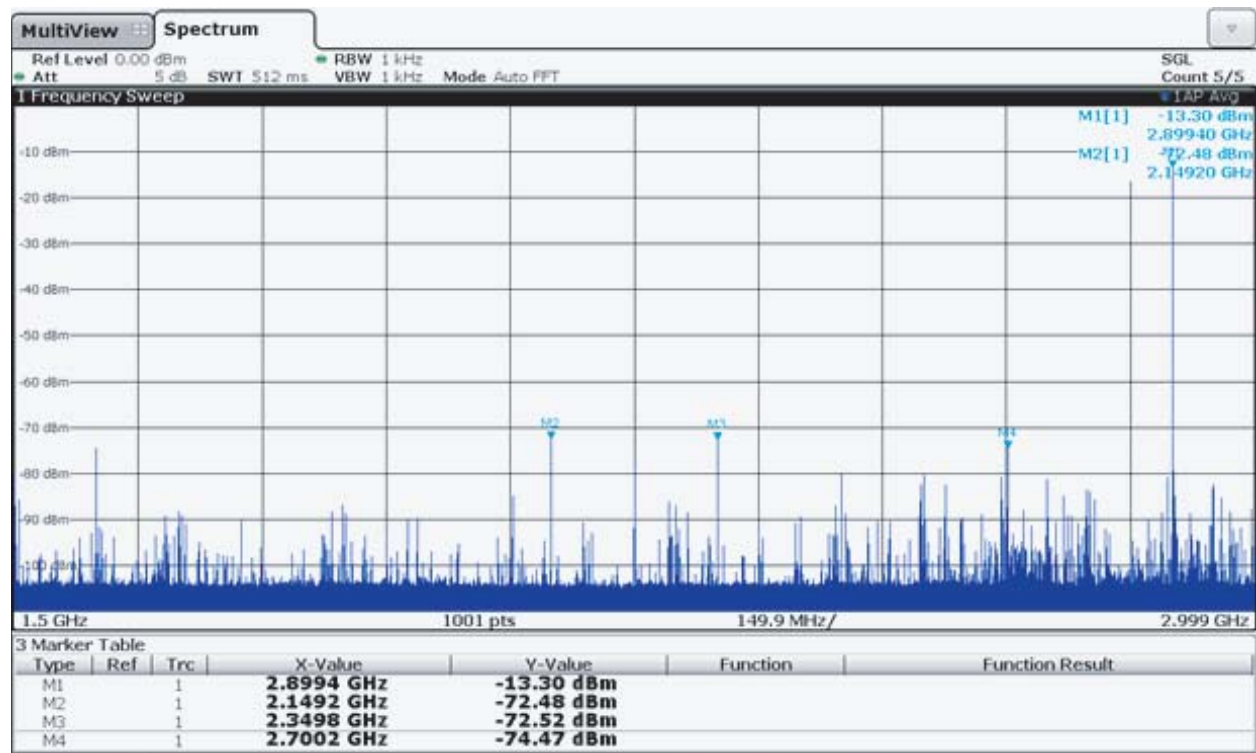 MultiView Spectrum
Ref Level 0.00 dBm RBW 1 kHz SGL
Att 5 dB SWT 512 ms VBW 1 kHz Mode Auto FFT Count 5/5
1 Frequency Sweep 1AP Avg
M1[1] -13.30 dBm
2.89940 GHz
-10 dBm M2[1] -72.48 dBm
2.14920 GHz
-20 dBm
-30 dBm
-40 dBm
-50 dBm
-60 dBm
M2 M3
-70 dBm
M4
-80 dBm
-90 dBm
-100 dBm
1.5 GHz 1001 pts 149.9 MHz/ 2.999 GHz
3 Marker Table
Type Ref Trc X-Value Y-Value Function Function Result
M1 1 2.8994 GHz -13.30 dBm
M2 1 2.1492 GHz -72.48 dBm
M3 1 2.3498 GHz -72.52 dBm
M4 1 2.7002 GHz -74.47 dBm